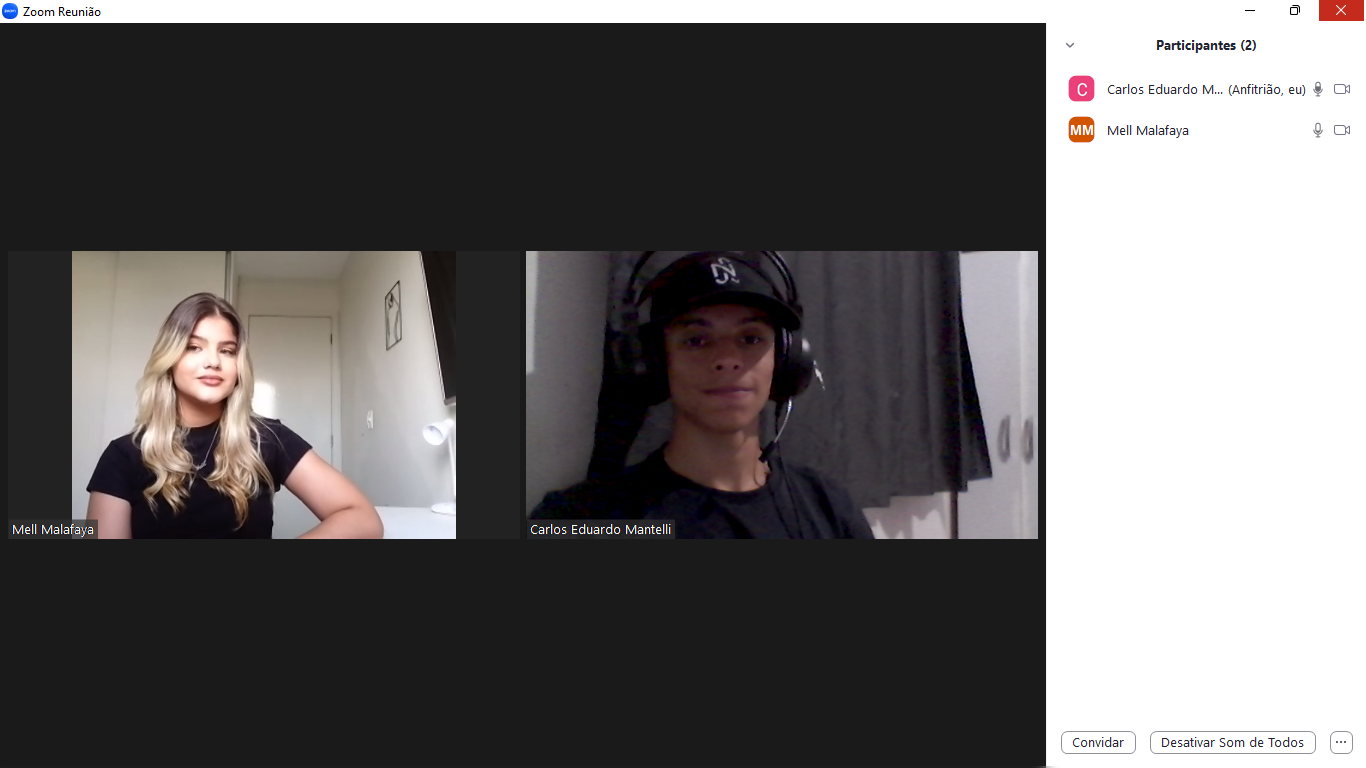 Zoom Reunião
Participantes (2)
C Carlos Eduardo M... (Anfitrião, eu)
MM Mell Malafaya
Mell Malafaya
Carlos Eduardo Mantelli
Convidar
Desativar Som de Todos